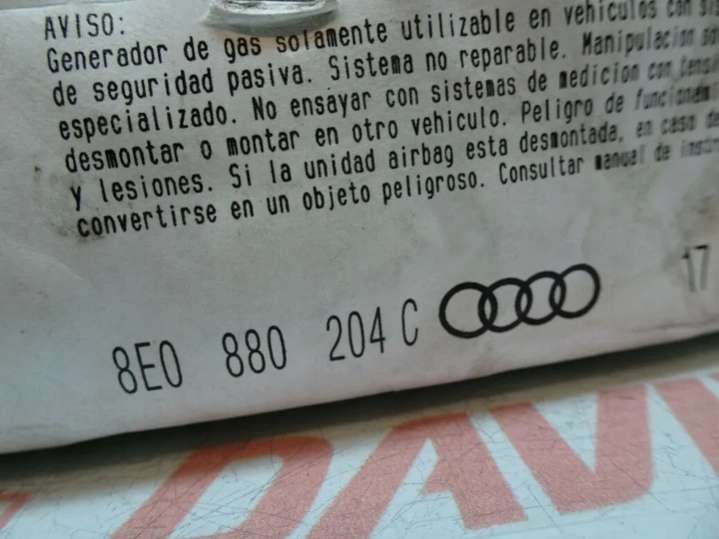 AVISO:
Generador de gas solamente utilizable en vehiculos con
de seguridad pasiva. Sistema no reparable. Manipulacion
especializado. No ensayar con sistemas de medicion con
desmontar o montar en otro vehiculo. Peligro de
y lesiones. Si la unidad airbag esta desmontada, en caso de
convertirse en un objeto peligroso. Consultar manual de
8E0 880 204 C
17
DAV